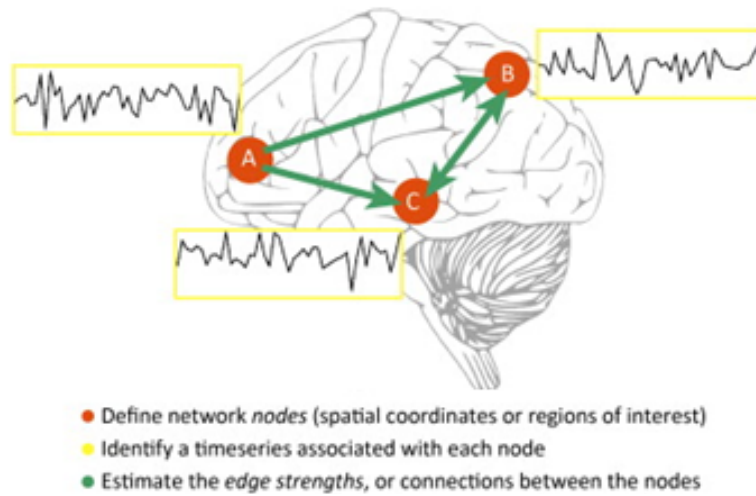 B
A
C
Define network nodes (spatial coordinates or regions of interest)
Identify a timeseries associated with each node
Estimate the edge strengths, or connections between the nodes